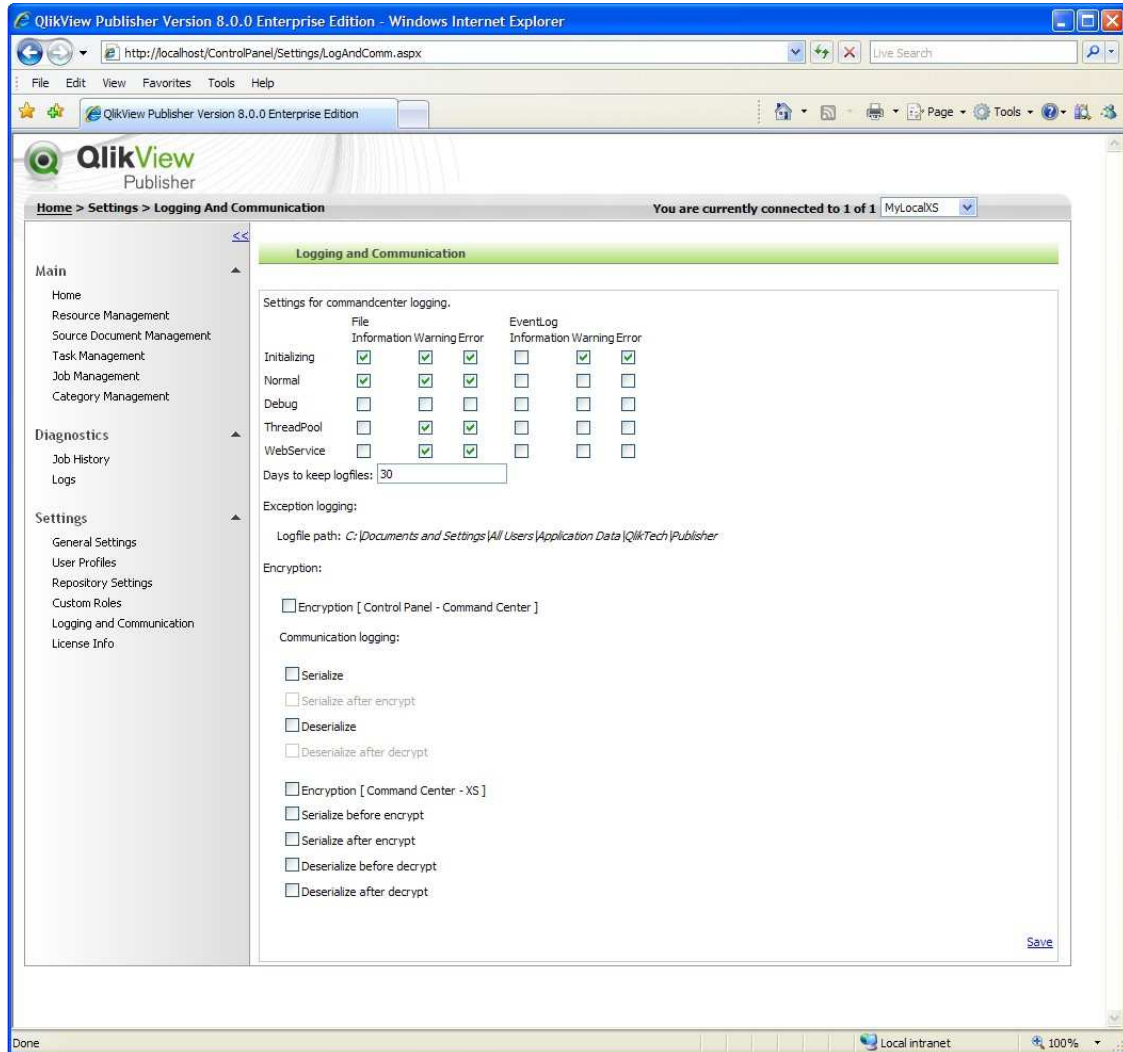 QlikView Publisher Version 8.0.0 Enterprise Edition - Windows Internet Explorer
http://localhost/ControlPanel/Settings/LogAndComm.aspx
Live Search
File Edit View Favorites Tools Help
QlikView Publisher Version 8.0.0 Enterprise Edition
Page Tools
QlikView
Publisher
Home > Settings > Logging And Communication
You are currently connected to 1 of 1 MyLocalXS
<<
Main
Home
Resource Management
Source Document Management
Task Management
Job Management
Category Management
Diagnostics
Job History
Logs
Settings
General Settings
User Profiles
Repository Settings
Custom Roles
Logging and Communication
License Info
Logging and Communication
Settings for commandcenter logging.
File EventLog
Information Warning Error Information Warning Error
Initializing
Normal
Debug
ThreadPool
WebService
Days to keep logfiles: 30
Exception logging:
Logfile path: C:\Documents and Settings\All Users\Application Data\QlikTech\Publisher
Encryption:
Encryption [ Control Panel - Command Center ]
Communication logging:
Serialize
Serialize after encrypt
Deserialize
Deserialize after decrypt
Encryption [ Command Center - XS ]
Serialize before encrypt
Serialize after encrypt
Deserialize before decrypt
Deserialize after decrypt
Save
Done
Local intranet
100%